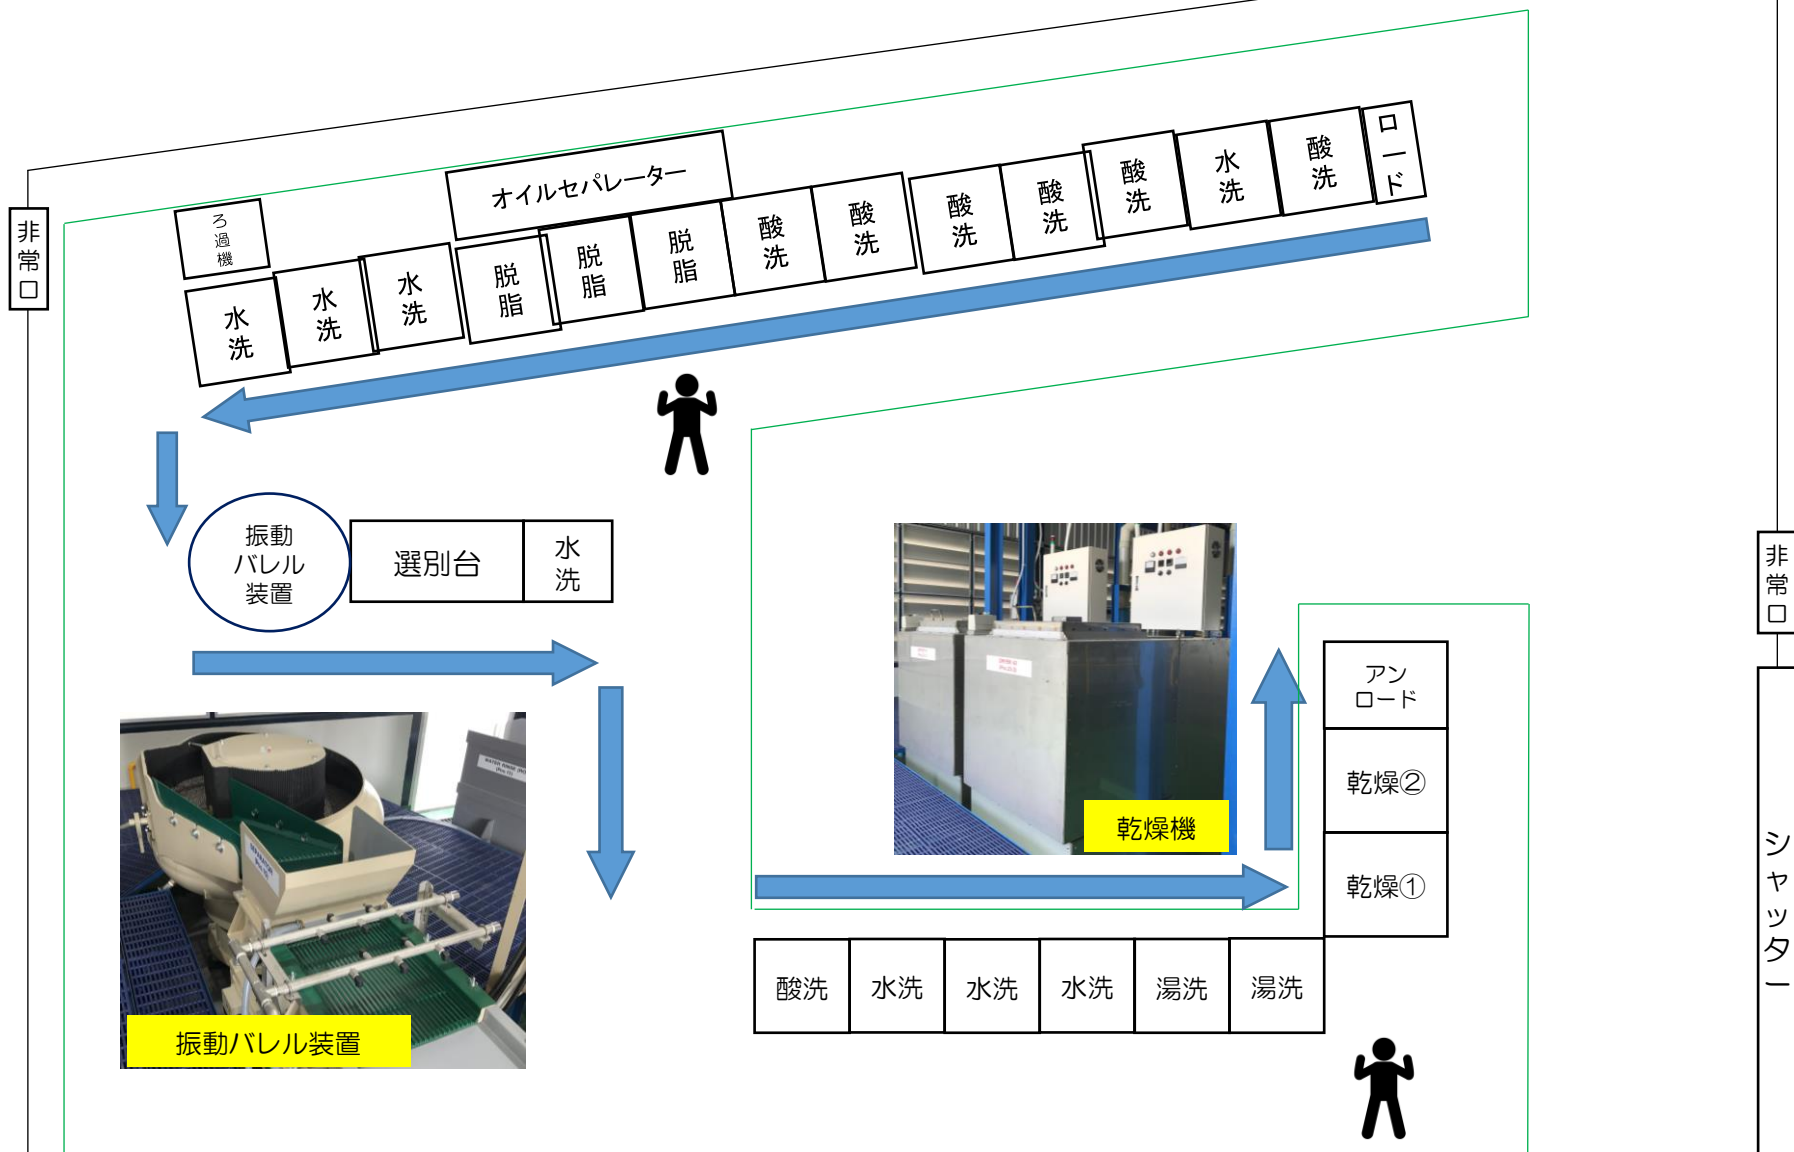 オイルセパレーター
ろ過機
水洗
水洗
水洗
脱脂
脱脂
脱脂
酸洗
酸洗
酸洗
酸洗
酸洗
水洗
酸洗
ロード
非常口
振動
バレル
装置
選別台
水洗
非常口
アン
ロード
乾燥②
乾燥①
乾燥機
シャッター
酸洗
水洗
水洗
水洗
湯洗
湯洗
振動バレル装置